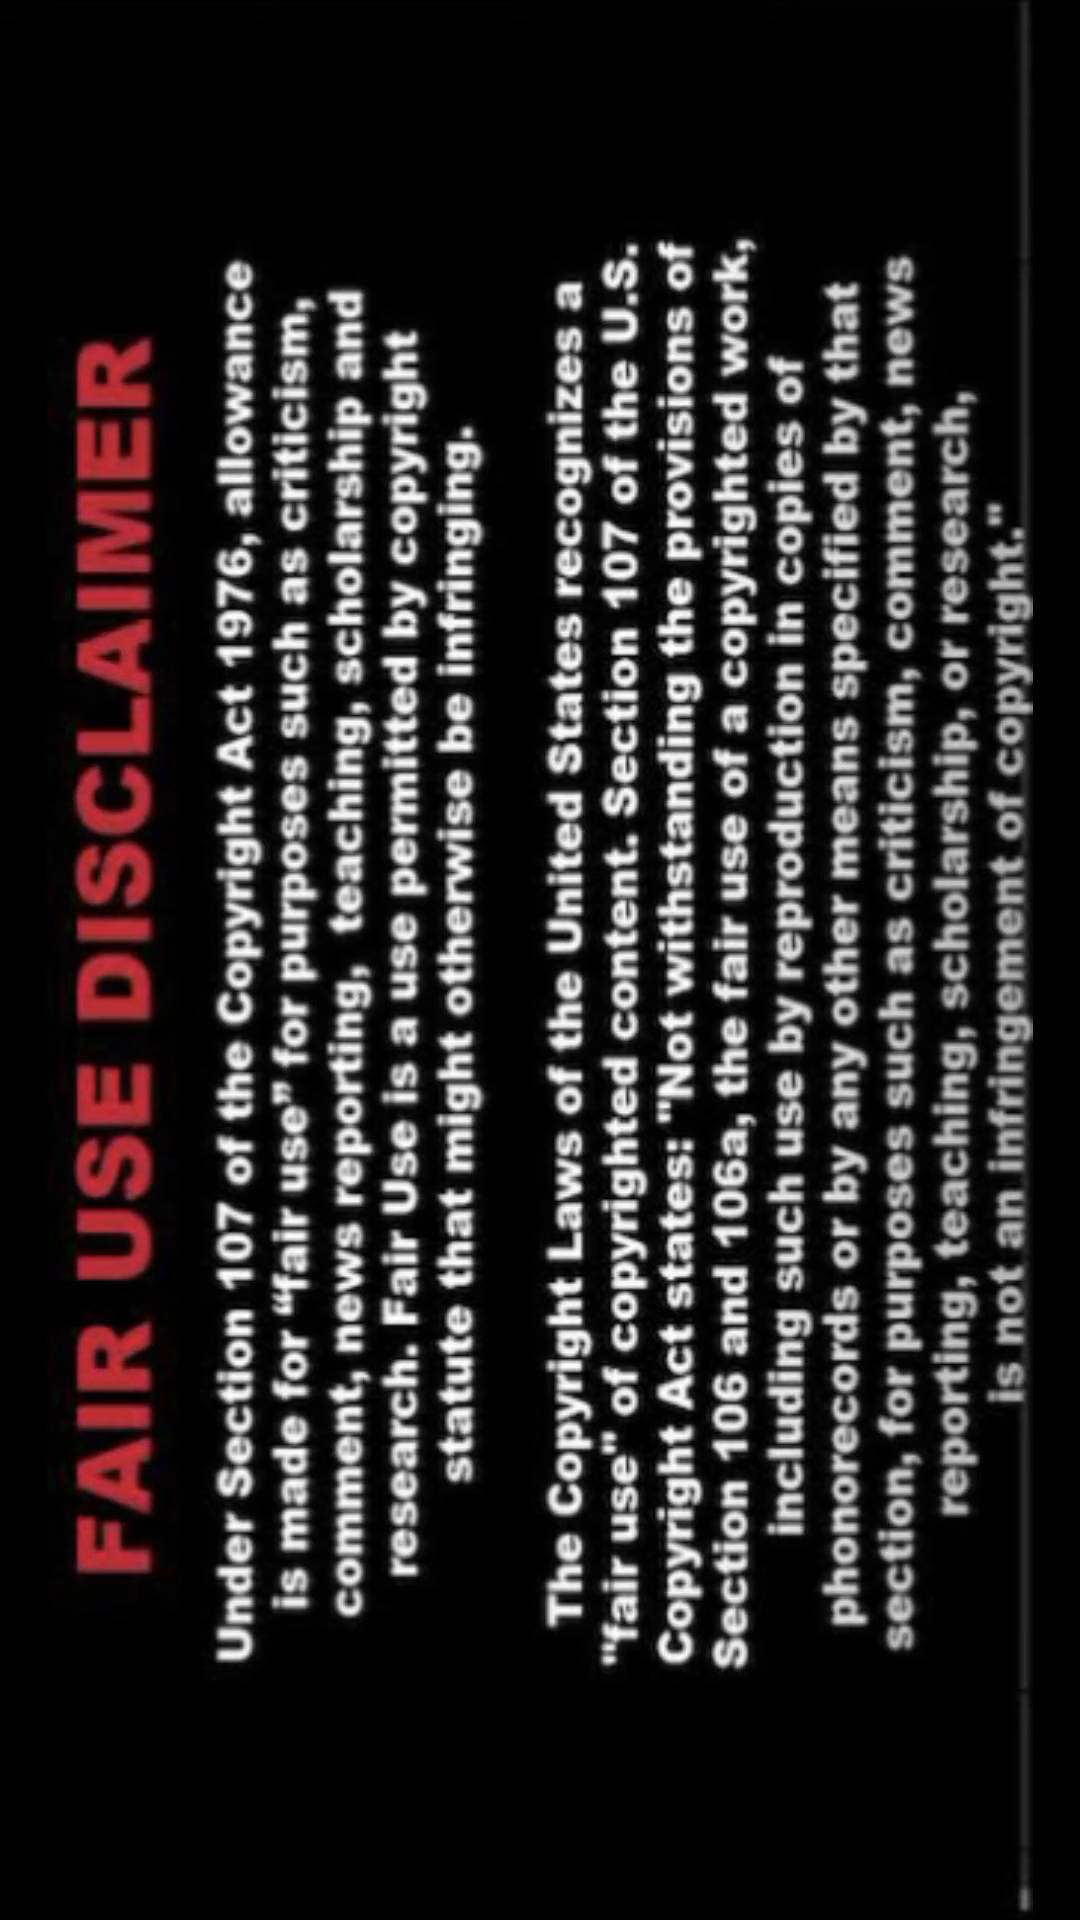 FAIR USE DISCLAIMER
Under Section 107 of the Copyright Act 1976, allowance
is made for “fair use” for purposes such as criticism,
comment, news reporting, teaching, scholarship and
research. Fair Use is a use permitted by copyright
statute that might otherwise be infringing.
The Copyright Laws of the United States recognizes a
"fair use" of copyrighted content. Section 107 of the U.S.
Copyright Act states: "Not withstanding the provisions of
Section 106 and 106a, the fair use of a copyrighted work,
including such use by reproduction in copies of
phonorecords or by any other means specified by that
section, for purposes such as criticism, comment, news
reporting, teaching, scholarship, or research,
is not an infringement of copyright."